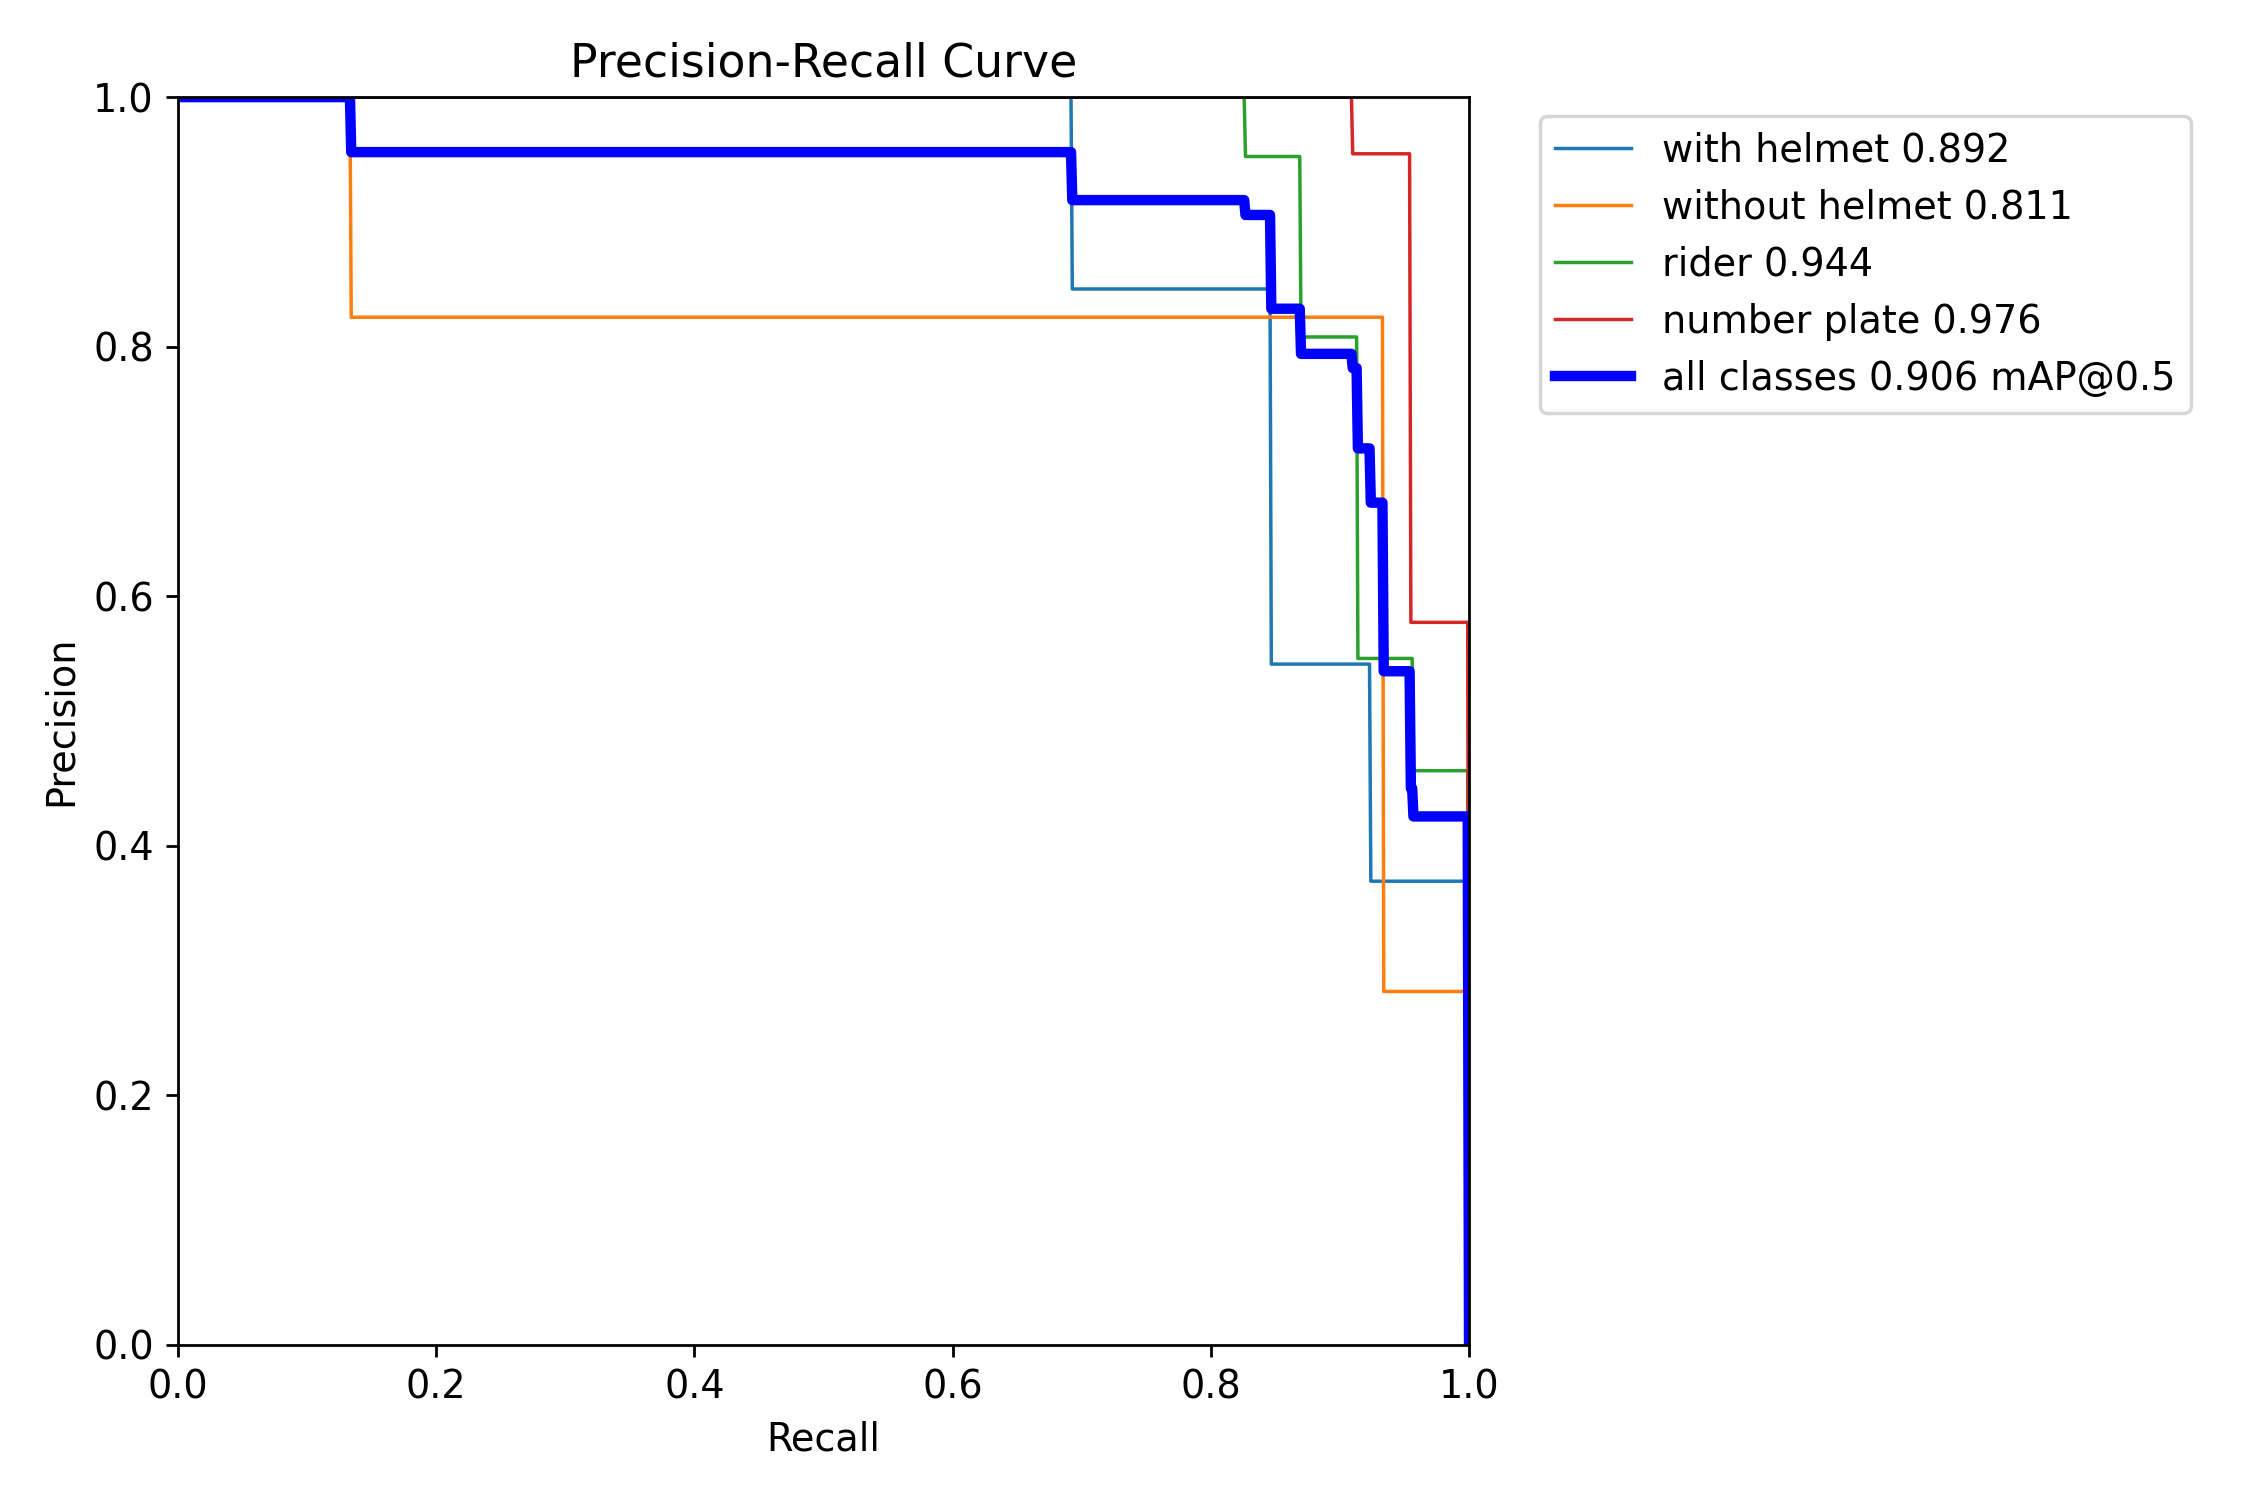 Precision-Recall Curve
1.0
0.8
0.6
0.4
0.2
0.0
Precision
0.0 0.2 0.4 0.6 0.8 1.0
Recall
with helmet 0.892
without helmet 0.811
rider 0.944
number plate 0.976
all classes 0.906 mAP@0.5